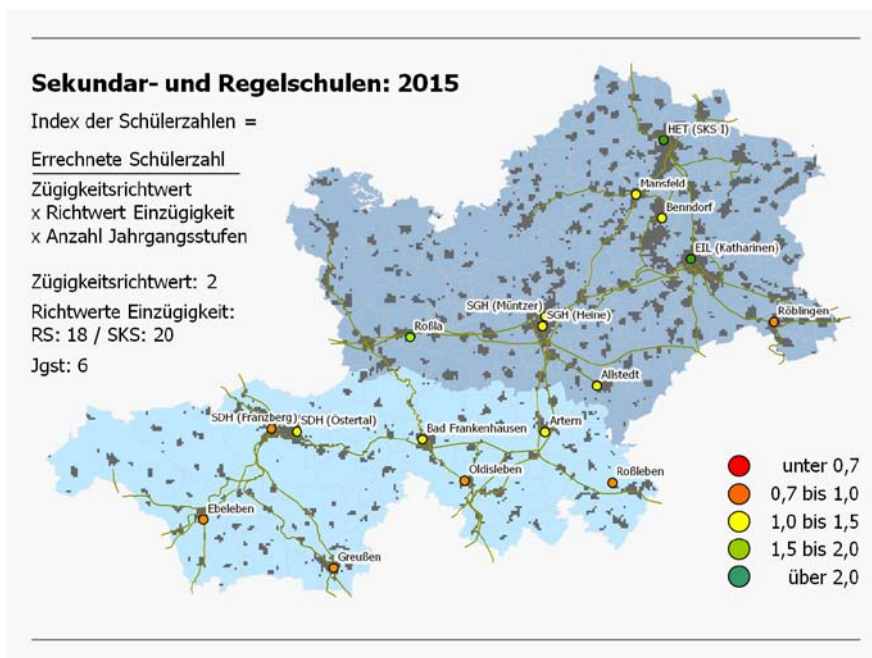 Sekundar- und Regelschulen: 2015
Index der Schülerzahlen =
Errechnete Schülerzahl
Zügigkeitsrichtwert
x Richtwert Einzügigkeit
x Anzahl Jahrgangsstufen
Zügigkeitsrichtwert: 2
Richtwerte Einzügigkeit:
RS: 18 / SKS: 20
Jgst: 6
HET (SKS I)
Mansfeld
Benndorf
EIL (Katharinen)
SGH (Müntzer)
SGH (Heine)
Röblingen
Roßla
Allstedt
SDH (Franzberg)
SDH (Östertal)
Bad Frankenhausen
Artern
Oldisleben
Roßleben
Ebeleben
Greußen
unter 0,7
0,7 bis 1,0
1,0 bis 1,5
1,5 bis 2,0
über 2,0